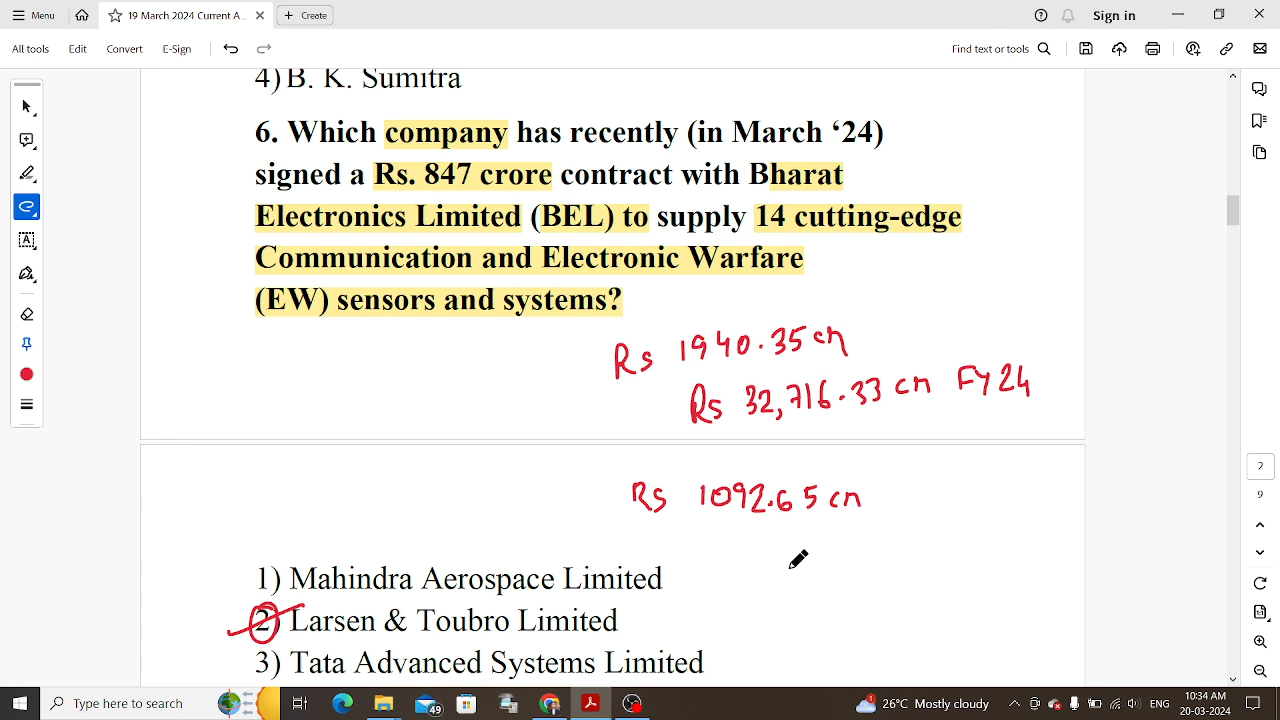 Menu
19 March 2024 Current A...
Create
Sign in
All tools
Edit
Convert
E-Sign
Find text or tools
4) B. K. Sumitra
6. Which company has recently (in March ‘24)
signed a Rs. 847 crore contract with Bharat
Electronics Limited (BEL) to supply 14 cutting-edge
Communication and Electronic Warfare
(EW) sensors and systems?
Rs 1940.35 cr
Rs 32,716.33 cr FY24
Rs 1092.65 cr
1) Mahindra Aerospace Limited
2) Larsen & Toubro Limited
3) Tata Advanced Systems Limited
2
9
Type here to search
49
1
26°C Mostly cloudy
ENG
10:34 AM
20-03-2024